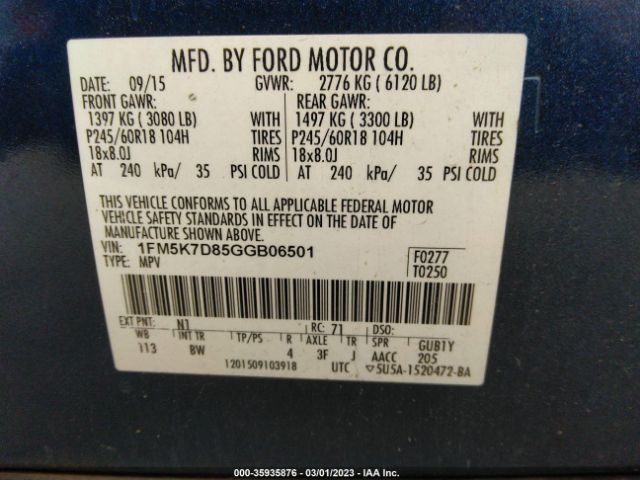 MFD. BY FORD MOTOR CO.
DATE: 09/15 GVWR: 2776 KG ( 6120 LB)
FRONT GAWR: REAR GAWR:
1397 KG ( 3080 LB) WITH 1497 KG ( 3300 LB) WITH
P245/60R18 104H TIRES P245/60R18 104H TIRES
18x8.0J RIMS 18x8.0J RIMS
AT 240 kPa/ 35 PSI COLD AT 240 kPa/ 35 PSI COLD
THIS VEHICLE CONFORMS TO ALL APPLICABLE FEDERAL MOTOR
VEHICLE SAFETY STANDARDS IN EFFECT ON THE DATE OF
MANUFACTURE SHOWN ABOVE.
VIN: 1FM5K7D85GGB06501 F0277
TYPE: MPV T0250
EXT PNT: N1 RC: 71 DSO:
WB INT TR TP/PS R AXLE TR SPR GUB1Y
113 BW 4 3F J AACC 205
1201509103918 UTC ▽5U5A-1520472-BA
000-35935876 - 03/01/2023 - IAA Inc.